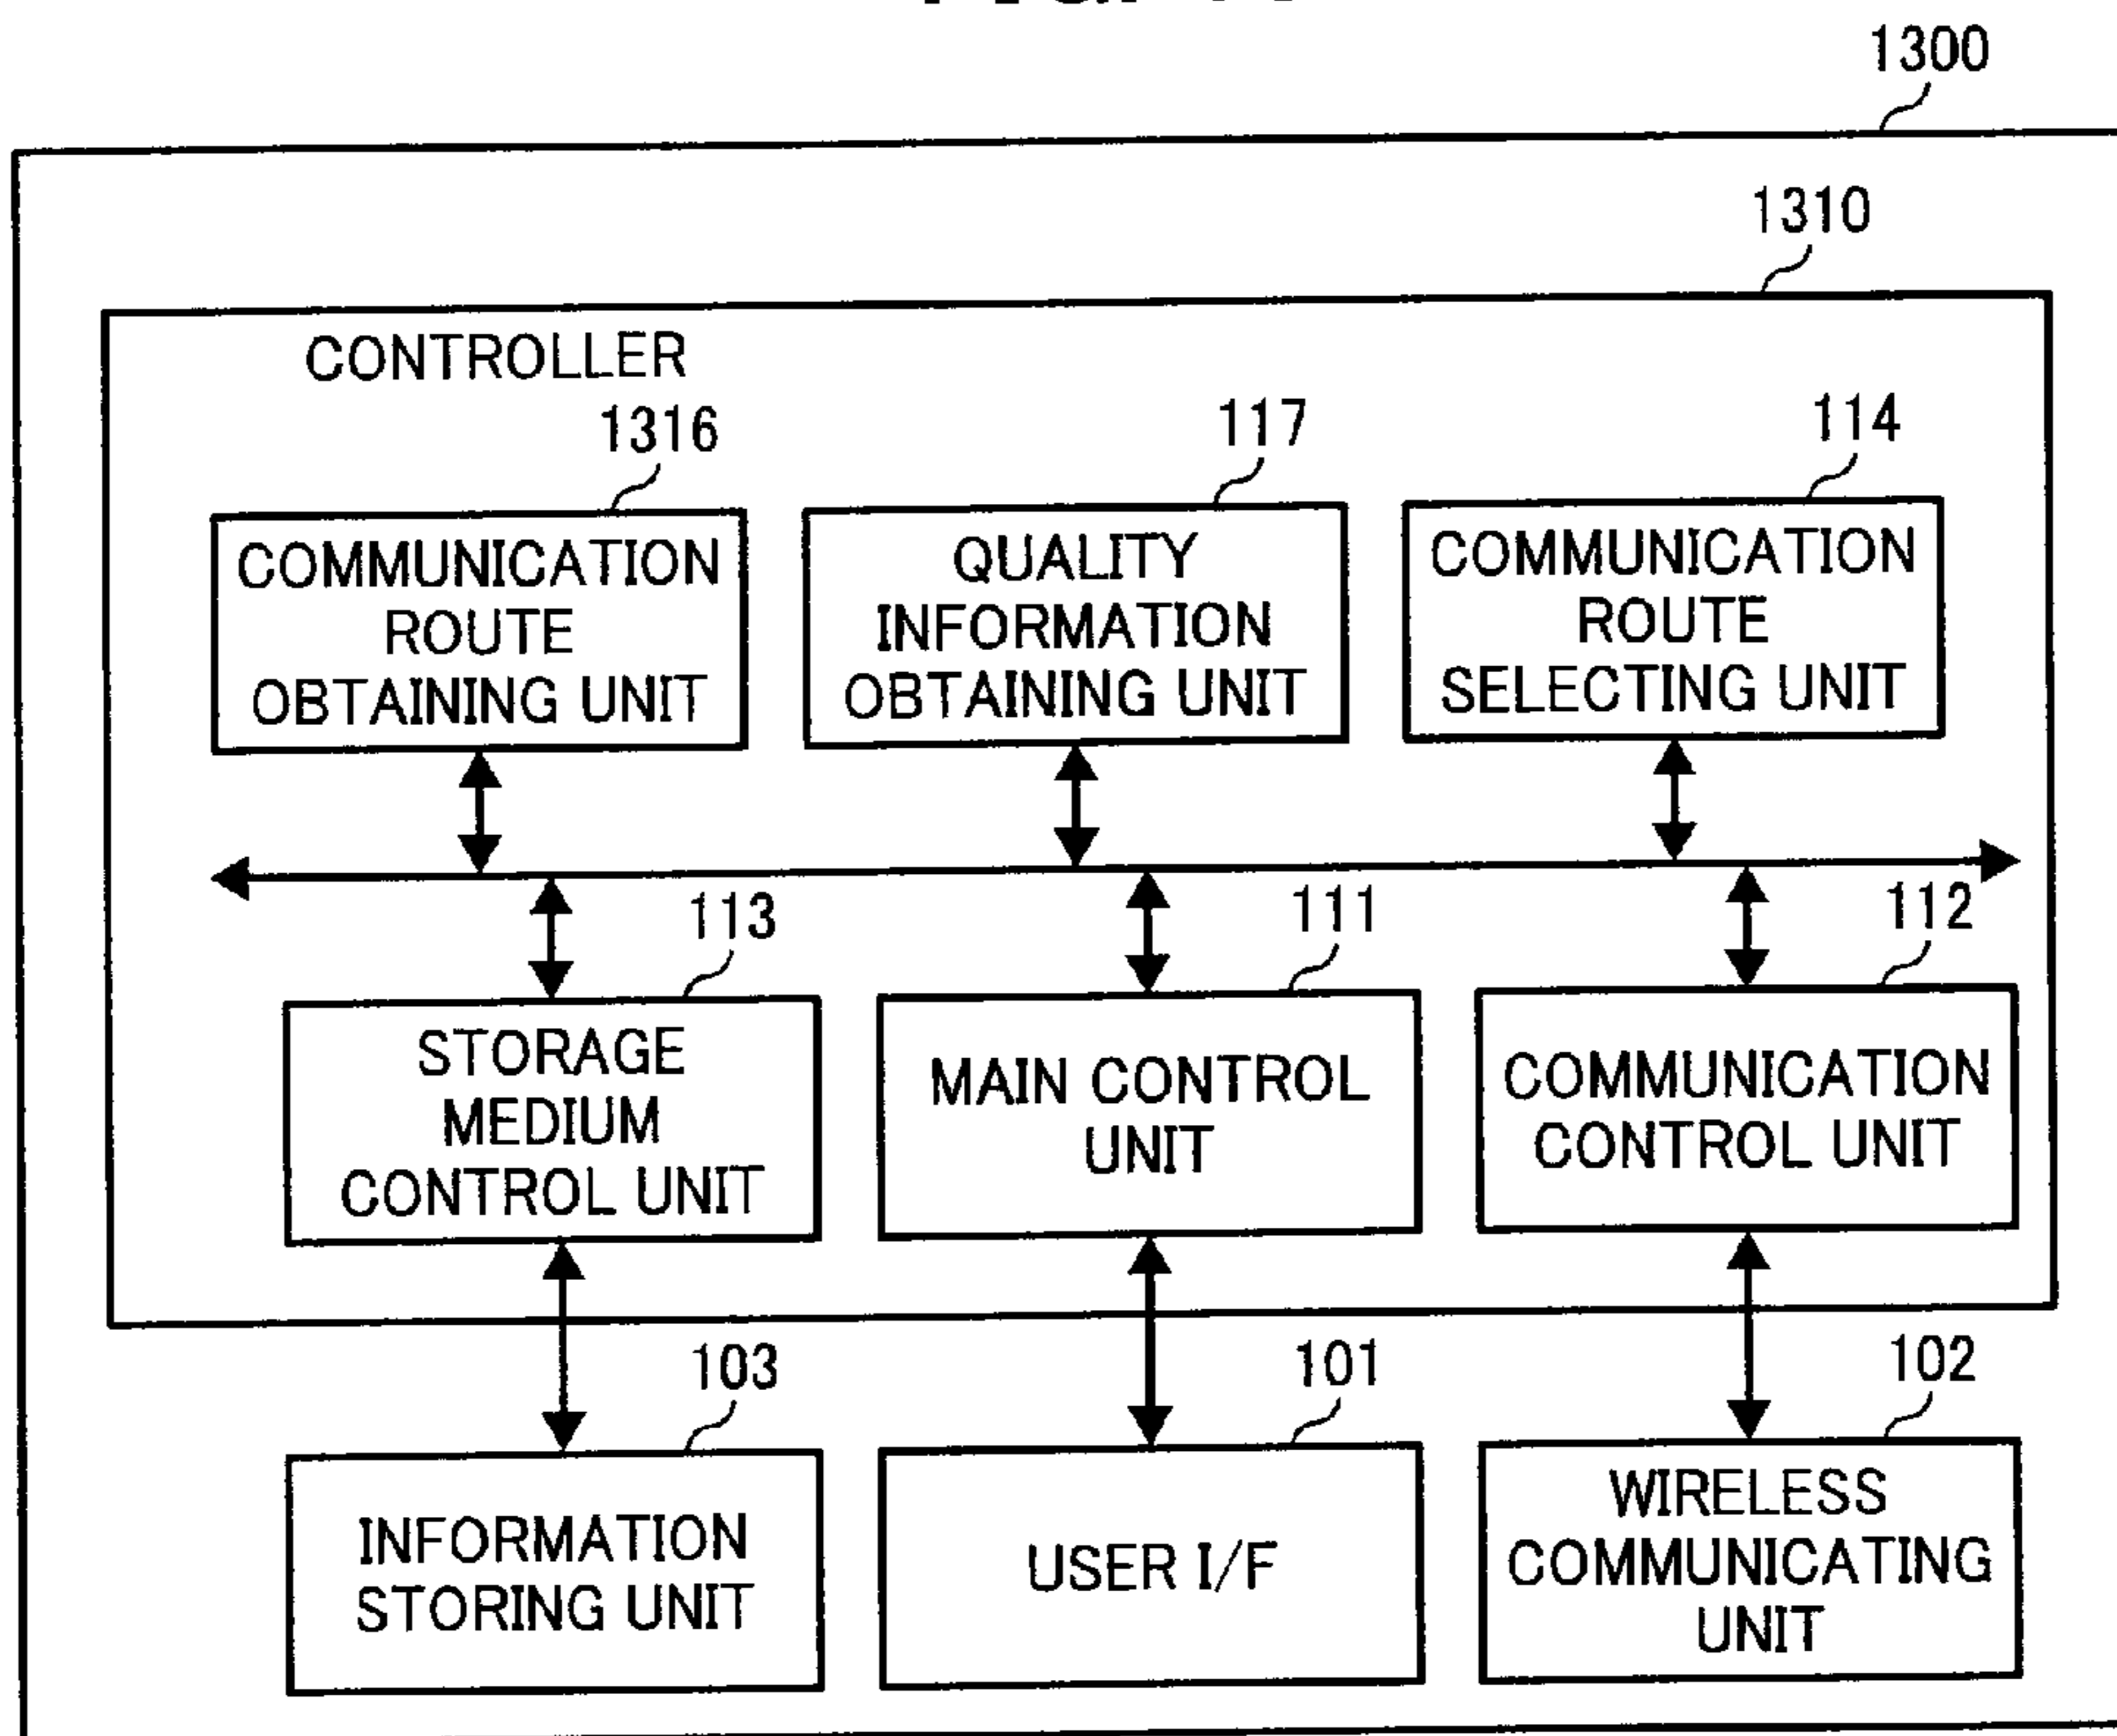 1300
1310
CONTROLLER
1316
117
114
COMMUNICATION
ROUTE
OBTAINING UNIT
QUALITY
INFORMATION
OBTAINING UNIT
COMMUNICATION
ROUTE
SELECTING UNIT
113
111
112
STORAGE
MEDIUM
CONTROL UNIT
MAIN CONTROL
UNIT
COMMUNICATION
CONTROL UNIT
103
101
102
INFORMATION
STORING UNIT
USER I/F
WIRELESS
COMMUNICATING
UNIT